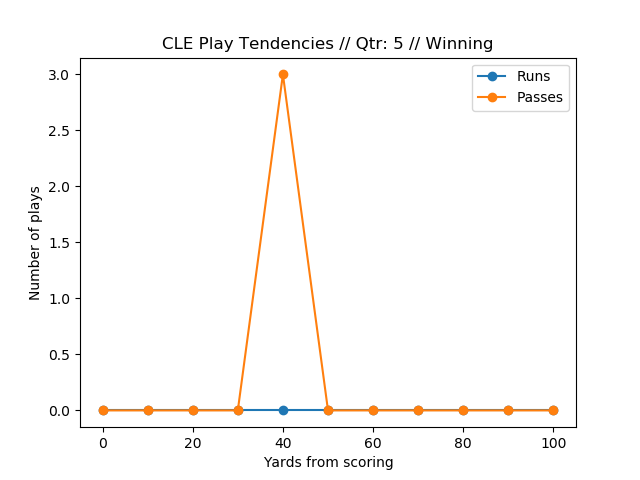 CLE Play Tendencies // Qtr: 5 // Winning
Runs
Passes
3.0
2.5
2.0
1.5
1.0
0.5
0.0
Number of plays
0 20 40 60 80 100
Yards from scoring